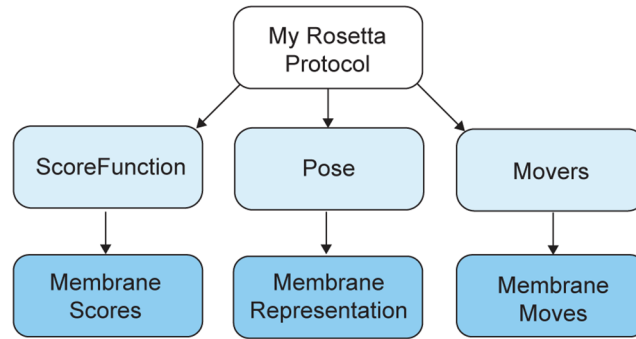 My Rosetta
Protocol
ScoreFunction
Pose
Movers
Membrane
Scores
Membrane
Representation
Membrane
Moves